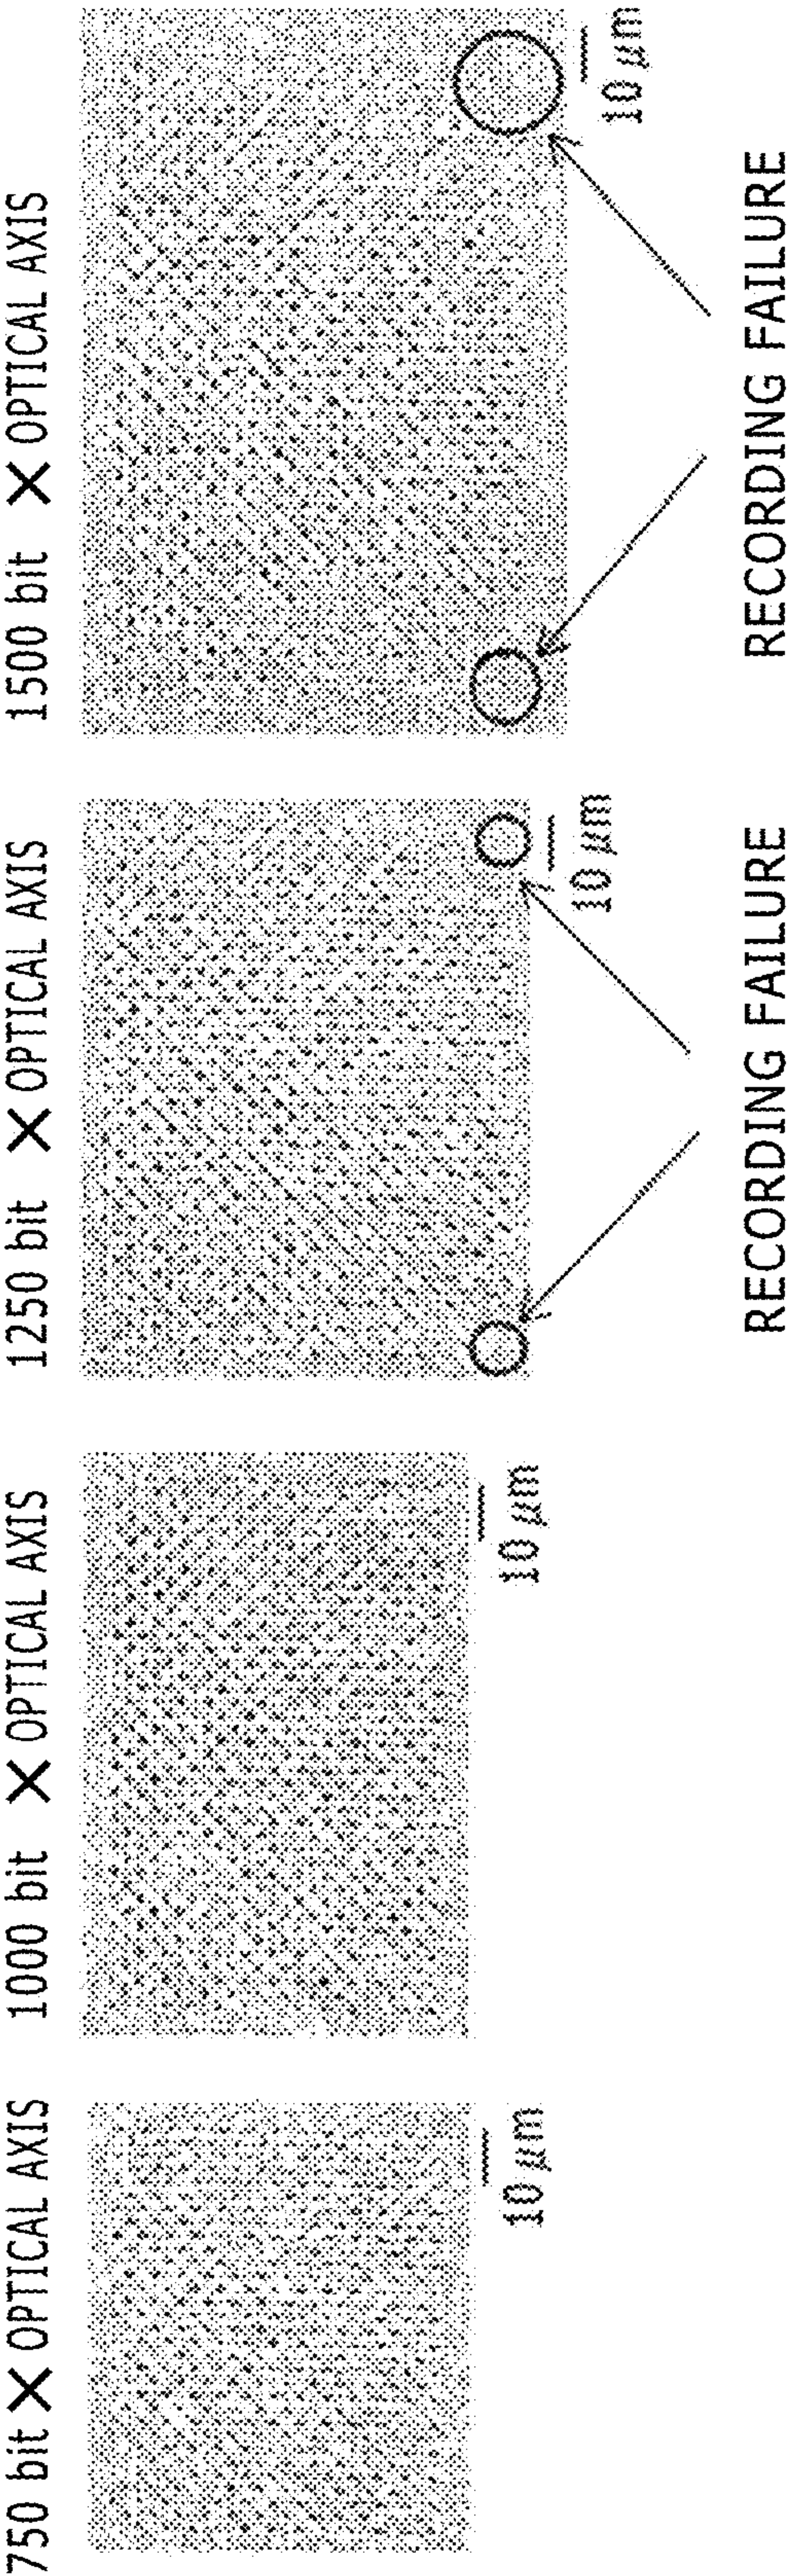 750 bit × OPTICAL AXIS
1000 bit × OPTICAL AXIS
1250 bit × OPTICAL AXIS
1500 bit × OPTICAL AXIS
10 μm
10 μm
10 μm
10 μm
RECORDING FAILURE
RECORDING FAILURE